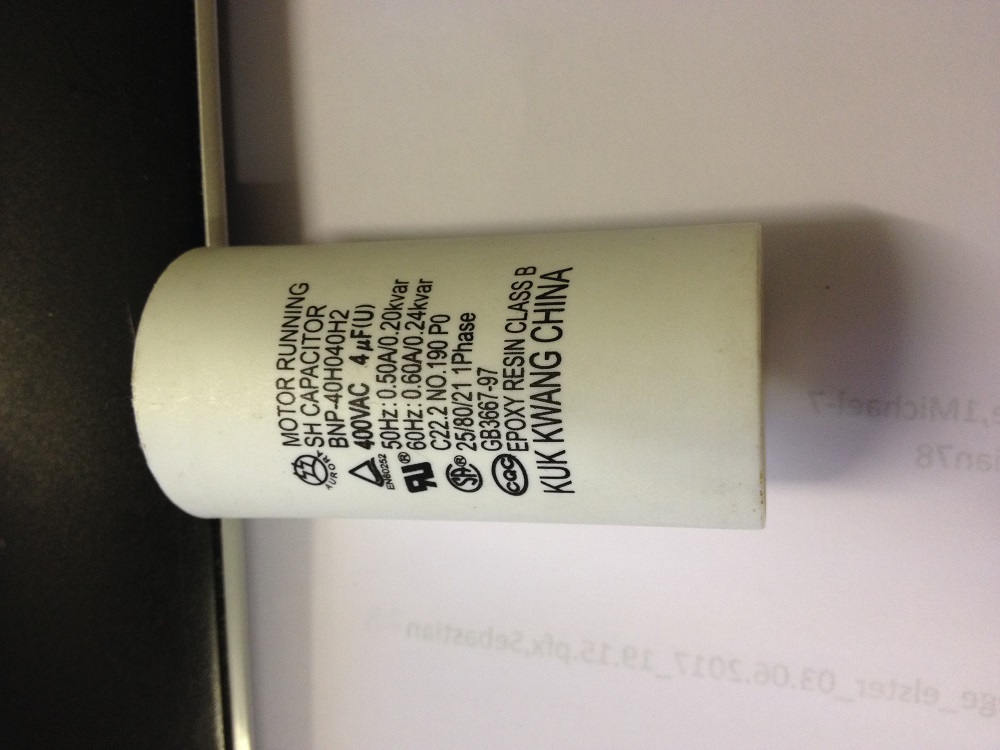 MOTOR RUNNING
SH CAPACITOR
BNP-40H040H2
400VAC 4μF(U)
50Hz: 0.50A/0.20kvar
60Hz: 0.60A/0.24kvar
C22.2 NO.190 P0
25/80/21 1Phase
GB3667-97
EPOXY RESIN CLASS B
KUK KWANG CHINA
EN60252
CQC
ge_elster_03.06.2017_19.15.pfx,Sebastian
,1Michael-7
ian78